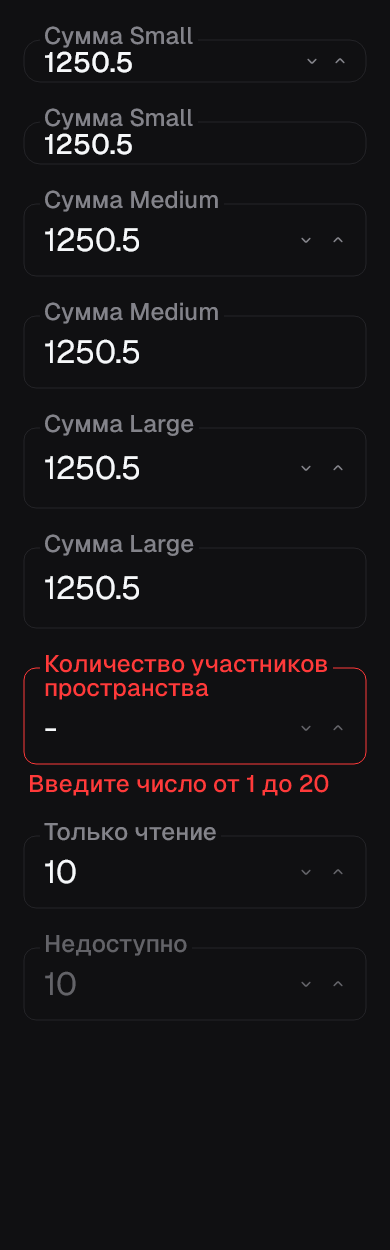 Сумма Small
1250.5
Сумма Small
1250.5
Сумма Medium
1250.5
Сумма Medium
1250.5
Сумма Large
1250.5
Сумма Large
1250.5
Количество участников
пространства
-
Введите число от 1 до 20
Только чтение
10
Недоступно
10